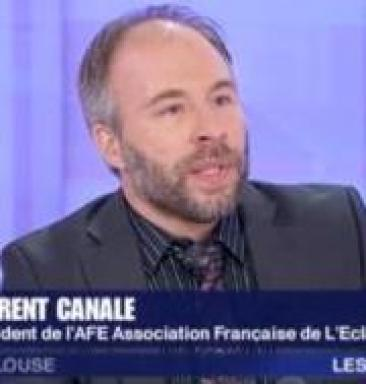 RENT CANALE
dent de l'AFE Association Française de L'Ecl
LOUSE LES